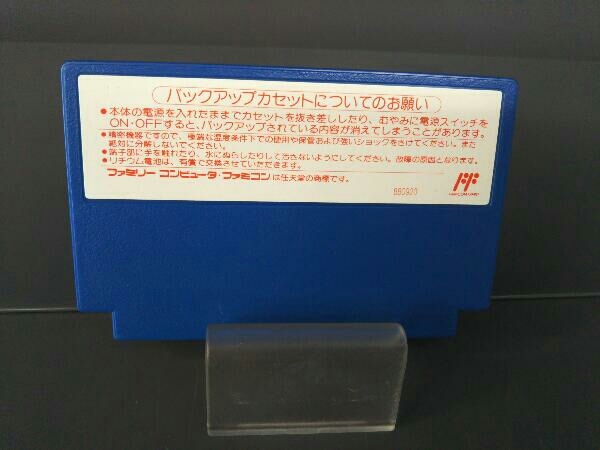 バックアップカセットについてのお願い
●本体の電源を入れたままでカセットを抜き差ししたり、むやみに電源スイッチを
ON・OFFすると、バックアップされている内容が消えてしまうことがあります。
●精密機器ですので、極端な温度条件下での使用や保管および強いショックをさけてください。また
絶対に分解しないでください。
●端子部に手を触れたり、水にぬらしたりして汚さないようにしてください。故障の原因となります。
●リチウム電池は、有償で交換させていただきます。
ファミリーコンピュータ・ファミコンは任天堂の商標です。
880920